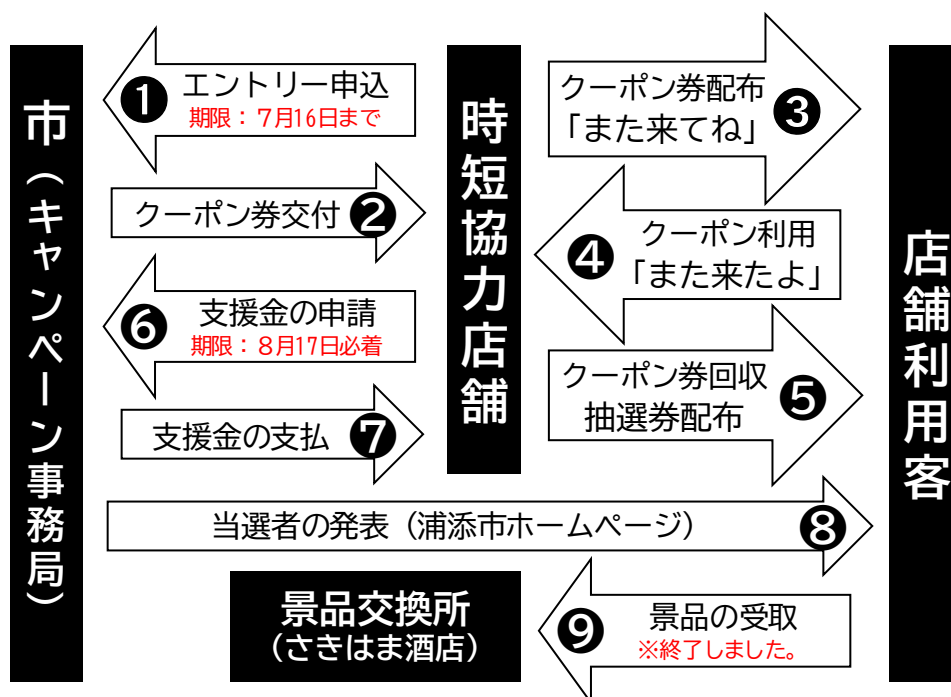 市（キャンペーン事務局）
時短協力店舗
店舗利用客
❶
エントリー申込
期限：７月16日まで
クーポン券交付
❷
クーポン券配布
「また来てね」
❸
クーポン利用
「また来たよ」
❹
クーポン券回収
抽選券配布
❺
❻
支援金の申請
期限：８月17日必着
支援金の支払
❼
当選者の発表（浦添市ホームページ）
❽
景品交換所
（さきはま酒店）
❾
景品の受取
※終了しました。